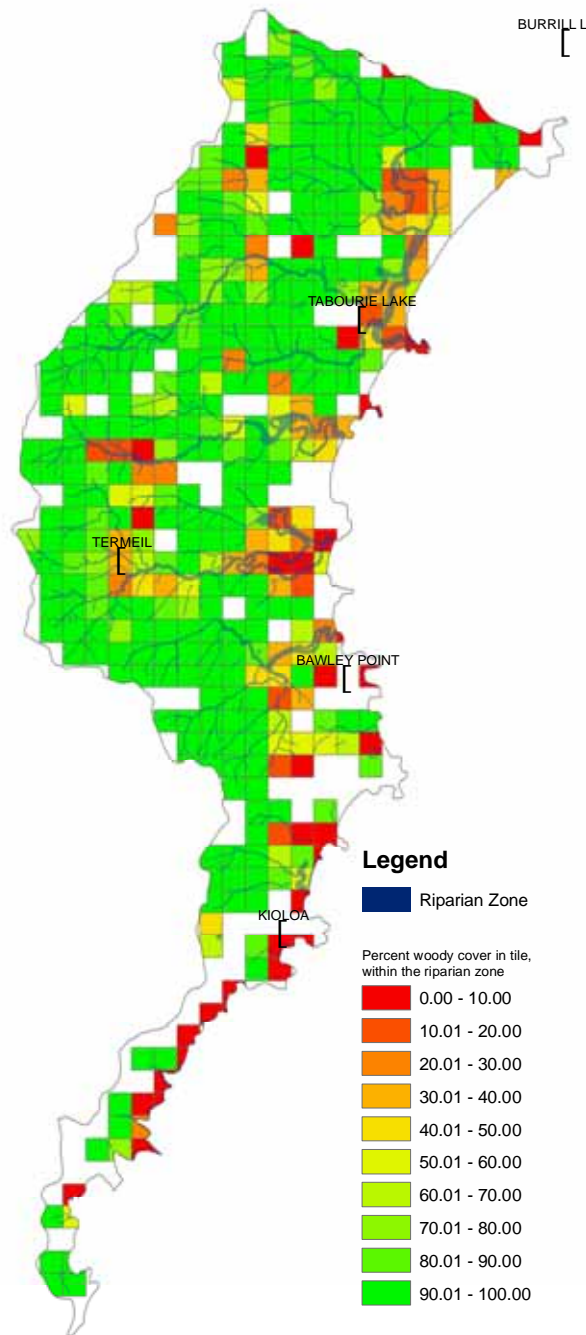 BURRILL L
TABOURIE LAKE
TERMEIL
BAWLEY POINT
KIOLOA
Legend
Riparian Zone
Percent woody cover in tile,
within the riparian zone
0.00 - 10.00
10.01 - 20.00
20.01 - 30.00
30.01 - 40.00
40.01 - 50.00
50.01 - 60.00
60.01 - 70.00
70.01 - 80.00
80.01 - 90.00
90.01 - 100.00